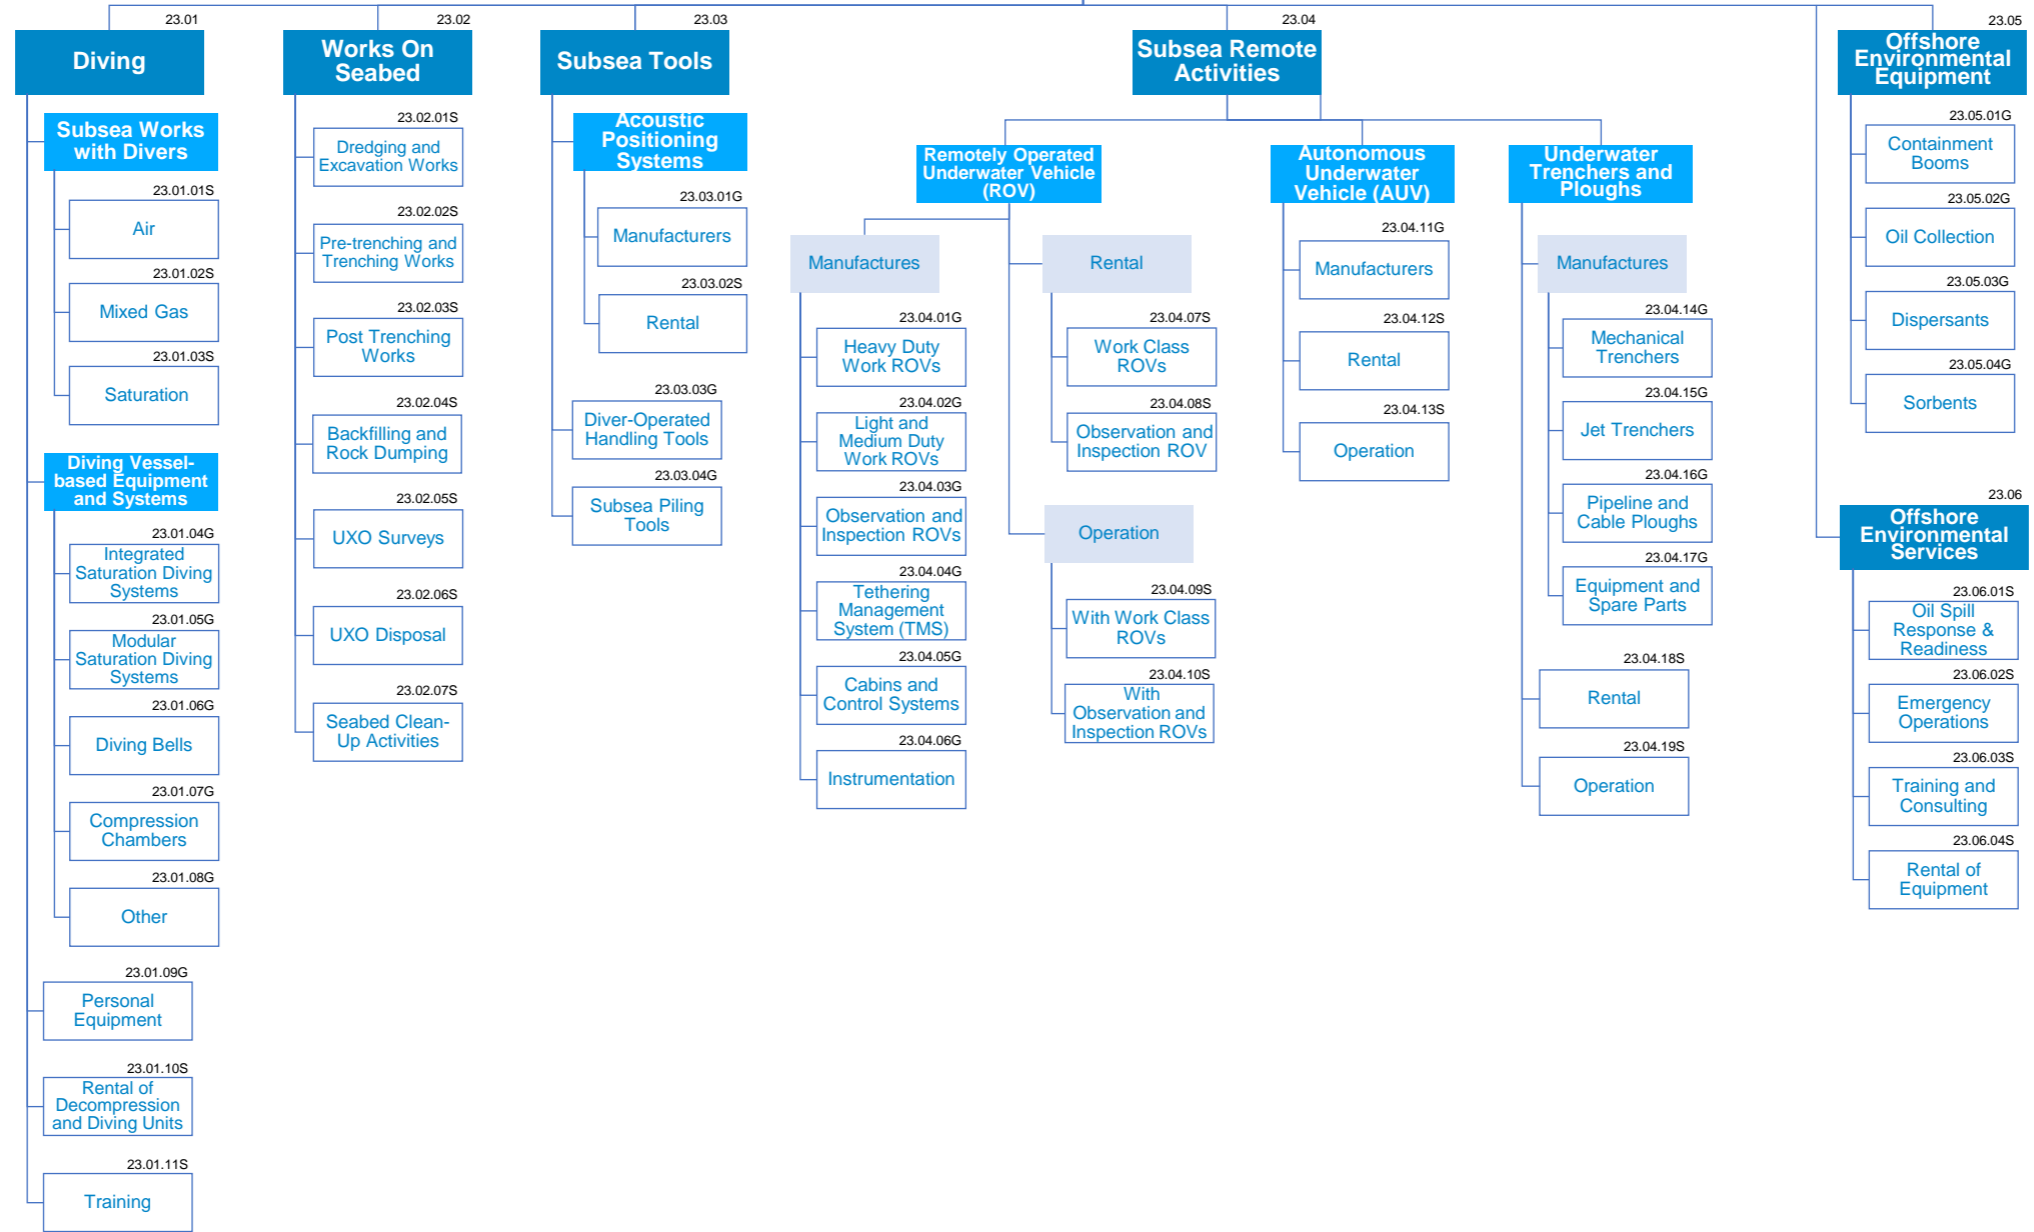 23.01
Diving
Subsea Works
with Divers
23.01.01S
Air
23.01.02S
Mixed Gas
23.01.03S
Saturation
Diving Vessel-
based Equipment
and Systems
23.01.04G
Integrated
Saturation Diving
Systems
23.01.05G
Modular
Saturation Diving
Systems
23.01.06G
Diving Bells
23.01.07G
Compression
Chambers
23.01.08G
Other
23.01.09G
Personal
Equipment
23.01.10S
Rental of
Decompression
and Diving Units
23.01.11S
Training
23.02
Works On
Seabed
23.02.01S
Dredging and
Excavation Works
23.02.02S
Pre-trenching and
Trenching Works
23.02.03S
Post Trenching
Works
23.02.04S
Backfilling and
Rock Dumping
23.02.05S
UXO Surveys
23.02.06S
UXO Disposal
23.02.07S
Seabed Clean-
Up Activities
23.03
Subsea Tools
Acoustic
Positioning
Systems
23.03.01G
Manufacturers
23.03.02S
Rental
23.03.03G
Diver-Operated
Handling Tools
23.03.04G
Subsea Piling
Tools
23.04
Subsea Remote
Activities
Remotely Operated
Underwater Vehicle
(ROV)
Manufactures
23.04.01G
Heavy Duty
Work ROVs
23.04.02G
Light and
Medium Duty
Work ROVs
23.04.03G
Observation and
Inspection ROVs
23.04.04G
Tethering
Management
System (TMS)
23.04.05G
Cabins and
Control Systems
23.04.06G
Instrumentation
Rental
23.04.07S
Work Class
ROVs
23.04.08S
Observation and
Inspection ROV
Operation
23.04.09S
With Work Class
ROVs
23.04.10S
With
Observation and
Inspection ROVs
Autonomous
Underwater
Vehicle (AUV)
23.04.11G
Manufacturers
23.04.12S
Rental
23.04.13S
Operation
Underwater
Trenchers and
Ploughs
Manufactures
23.04.14G
Mechanical
Trenchers
23.04.15G
Jet Trenchers
23.04.16G
Pipeline and
Cable Ploughs
23.04.17G
Equipment and
Spare Parts
23.04.18S
Rental
23.04.19S
Operation
23.05
Offshore
Environmental
Equipment
23.05.01G
Containment
Booms
23.05.02G
Oil Collection
23.05.03G
Dispersants
23.05.04G
Sorbents
23.06
Offshore
Environmental
Services
23.06.01S
Oil Spill
Response &
Readiness
23.06.02S
Emergency
Operations
23.06.03S
Training and
Consulting
23.06.04S
Rental of
Equipment